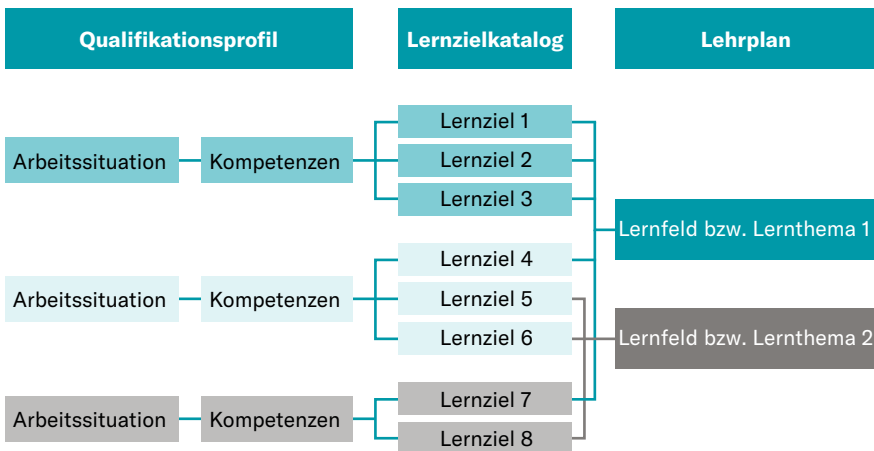 Qualifikationsprofil
Lernzielkatalog
Lehrplan
Arbeitssituation
Kompetenzen
Lernziel 1
Lernziel 2
Lernziel 3
Lernfeld bzw. Lernthema 1
Arbeitssituation
Kompetenzen
Lernziel 4
Lernziel 5
Lernziel 6
Lernfeld bzw. Lernthema 2
Arbeitssituation
Kompetenzen
Lernziel 7
Lernziel 8